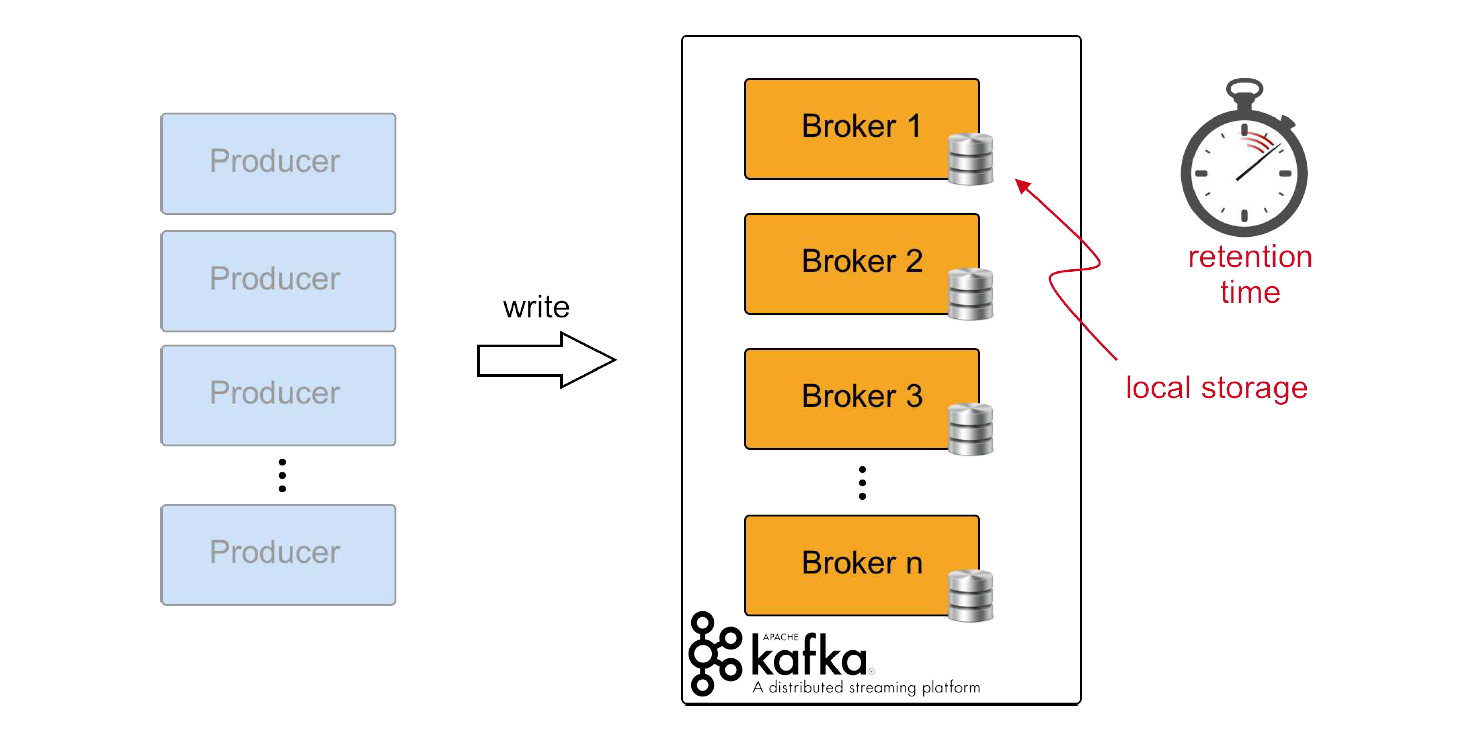 Producer
Producer
Producer
Producer
write
Broker 1
Broker 2
Broker 3
Broker n
APACHE
kafka®
A distributed streaming platform
retention
time
local storage